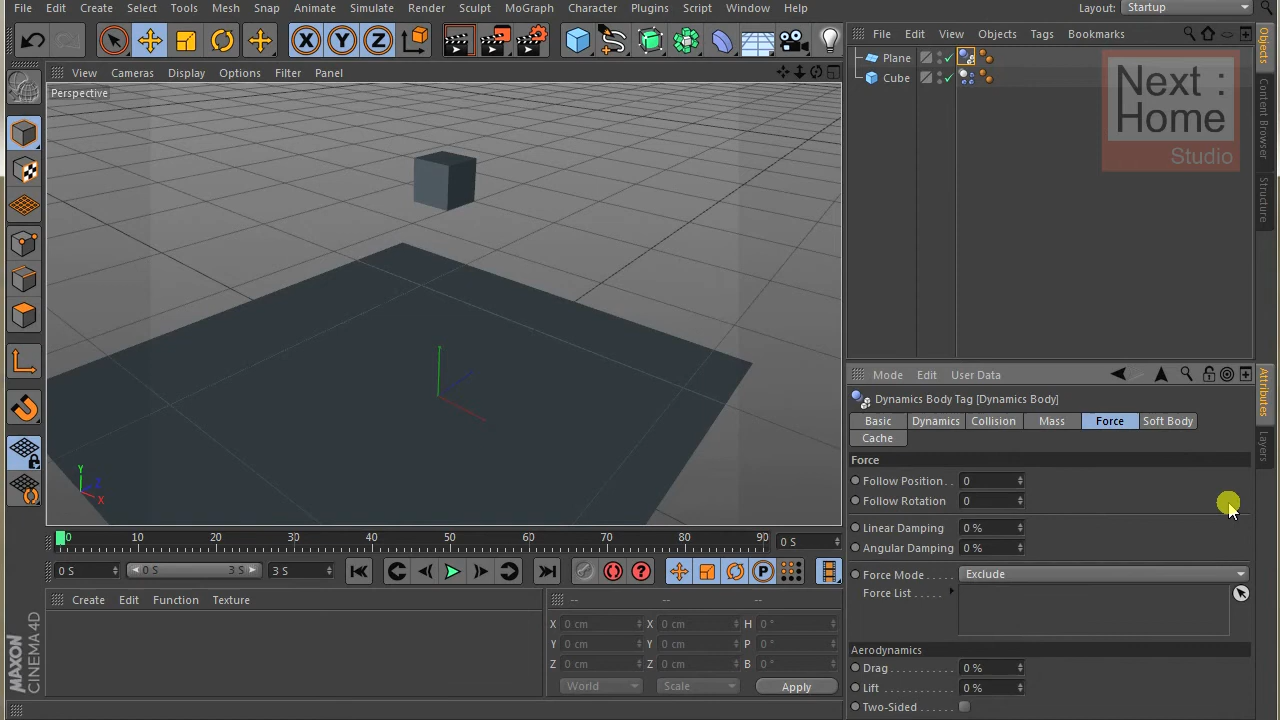 File Edit Create Select Tools Mesh Snap Animate Simulate Render Sculpt MoGraph Character Plugins Script Window Help Layout: Startup
X Y Z
File Edit View Objects Tags Bookmarks
Plane
Cube
Next :
Home
Studio
Objects
Content Browser
Structure
View Cameras Display Options Filter Panel
Perspective
Y
Z
X
Mode Edit User Data
Attributes
Layers
Dynamics Body Tag [Dynamics Body]
Basic Dynamics Collision Mass Force Soft Body
Cache
Force
Follow Position . . 0
Follow Rotation 0
Linear Damping 0 %
Angular Damping 0 %
Force Mode . . . . . Exclude
Force List . . . .
Aerodynamics
Drag . . . . . . . . . . . 0 %
Lift . . . . . . . . . . . . 0 %
Two-Sided . . . . . .
0 10 20 30 40 50 60 70 80 90 0 S
0 S 0 S 3 S 3 S
P
Create Edit Function Texture
-- -- --
X 0 cm X 0 cm H 0 °
Y 0 cm Y 0 cm P 0 °
Z 0 cm Z 0 cm B 0 °
World Scale Apply
MAXON
CINEMA 4D